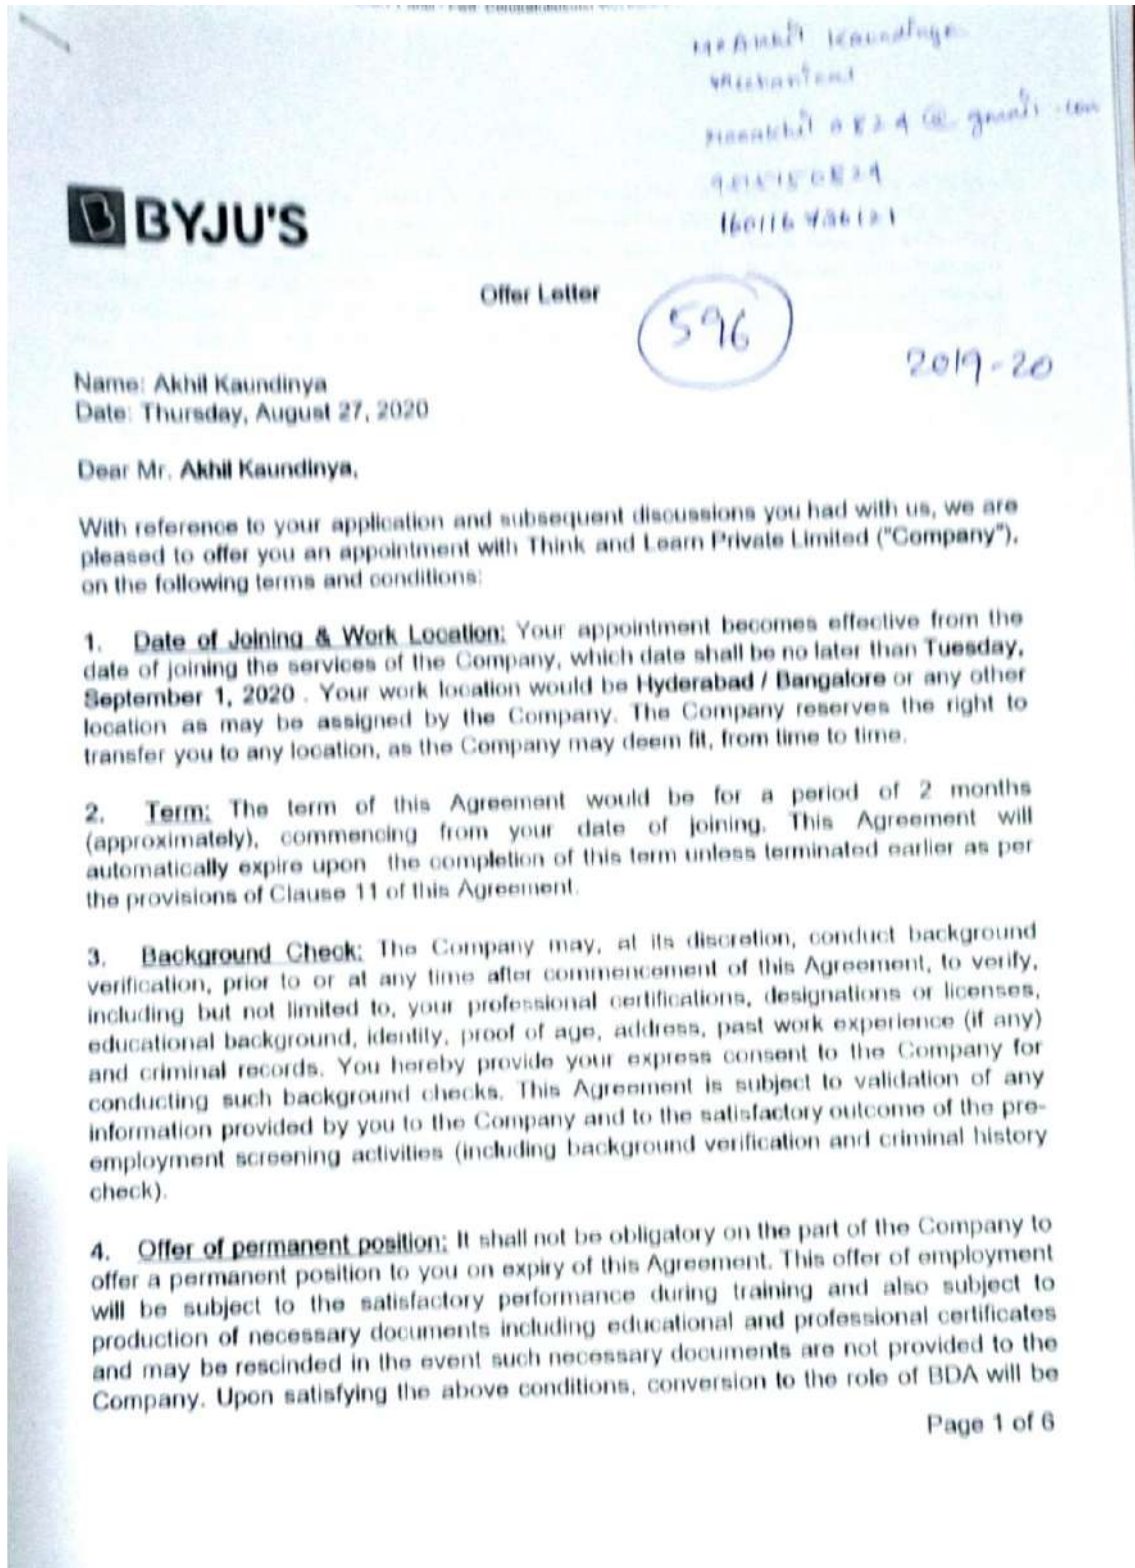 Mechanical
@ gmail.com
BYJU'S
Offer Letter
596
2019-20
Name: Akhil Kaundinya
Date: Thursday, August 27, 2020
Dear Mr. Akhil Kaundinya,
With reference to your application and subsequent discussions you had with us, we are
pleased to offer you an appointment with Think and Learn Private Limited ("Company"),
on the following terms and conditions:
1. Date of Joining & Work Location: Your appointment becomes effective from the
date of joining the services of the Company, which date shall be no later than Tuesday,
September 1, 2020 . Your work location would be Hyderabad / Bangalore or any other
location as may be assigned by the Company. The Company reserves the right to
transfer you to any location, as the Company may deem fit, from time to time.
2. Term: The term of this Agreement would be for a period of 2 months
(approximately), commencing from your date of joining. This Agreement will
automatically expire upon the completion of this term unless terminated earlier as per
the provisions of Clause 11 of this Agreement.
3. Background Check: The Company may, at its discretion, conduct background
verification, prior to or at any time after commencement of this Agreement, to verify,
including but not limited to, your professional certifications, designations or licenses,
educational background, identity, proof of age, address, past work experience (if any)
and criminal records. You hereby provide your express consent to the Company for
conducting such background checks. This Agreement is subject to validation of any
information provided by you to the Company and to the satisfactory outcome of the pre-
employment screening activities (including background verification and criminal history
check).
4. Offer of permanent position: It shall not be obligatory on the part of the Company to
offer a permanent position to you on expiry of this Agreement. This offer of employment
will be subject to the satisfactory performance during training and also subject to
production of necessary documents including educational and professional certificates
and may be rescinded in the event such necessary documents are not provided to the
Company. Upon satisfying the above conditions, conversion to the role of BDA will be
Page 1 of 6